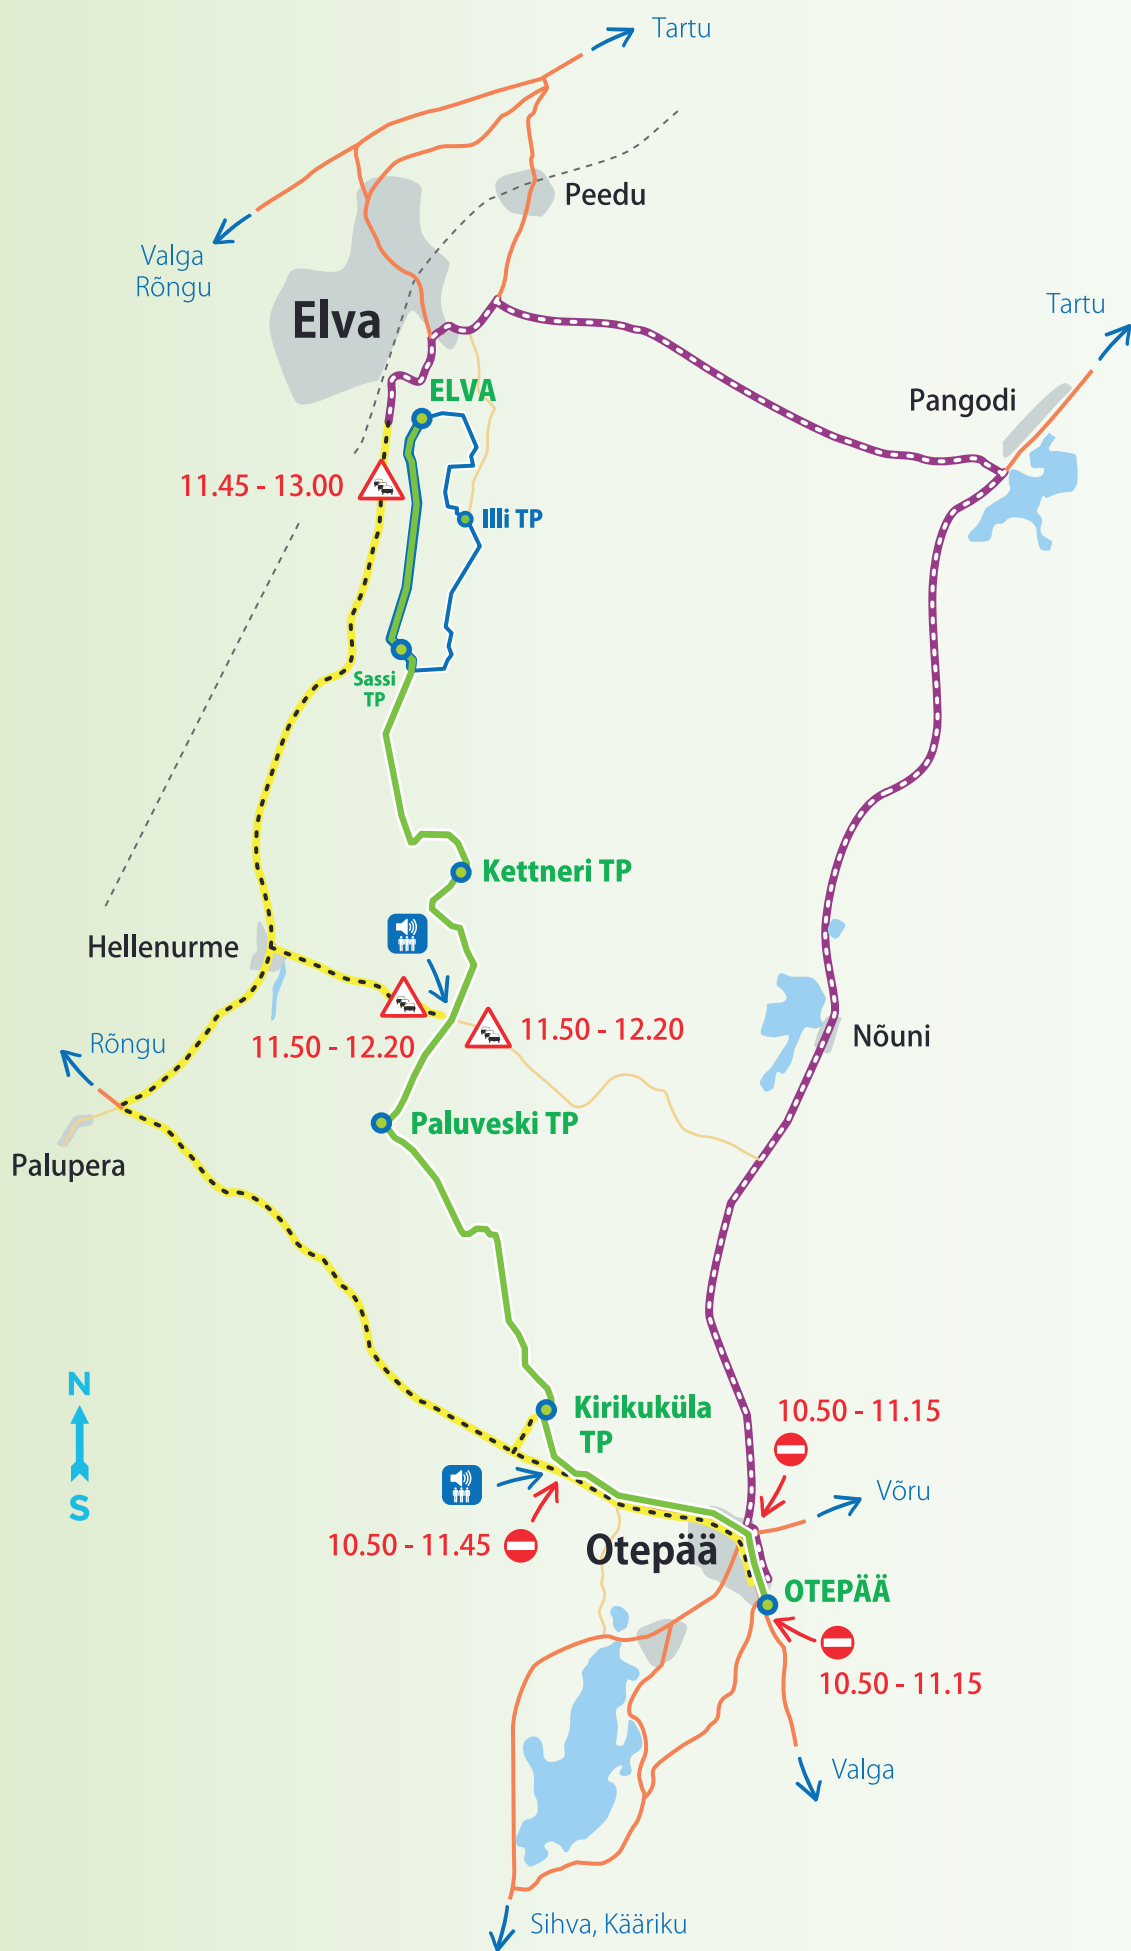 Tartu
Peedu
Valga
Rõngu
Elva
Tartu
Pangodi
ELVA
11.45 - 13.00
Illi TP
Sassi
TP
Kettneri TP
Hellenurme
11.50 - 12.20
11.50 - 12.20
Rõngu
Nõuni
Paluveski TP
Palupera
N
S
Kirikuküla
TP
10.50 - 11.15
Võru
10.50 - 11.45
Otepää
OTEPÄÄ
10.50 - 11.15
Valga
Sihva, Kääriku